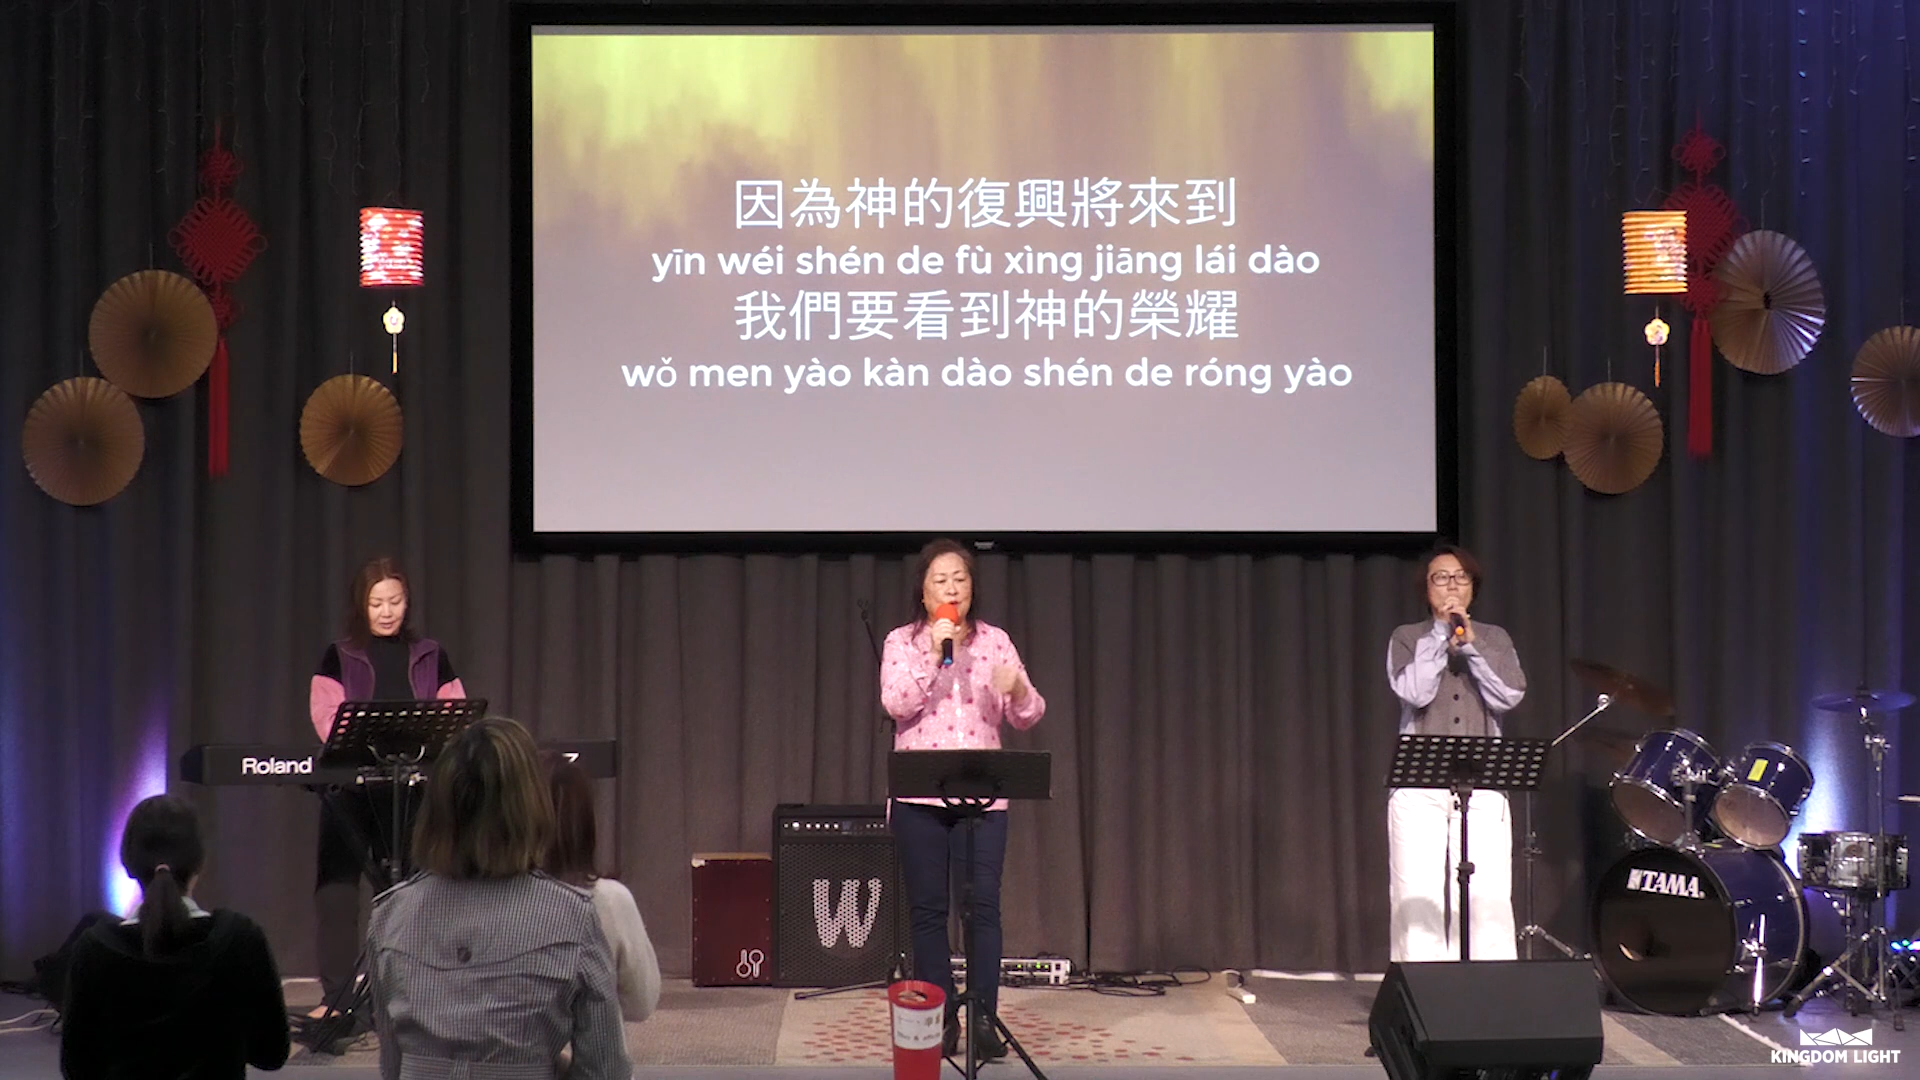 因為神的復興將來到
yīn wéi shén de fù xìng jiāng lái dào
我們要看到神的榮耀
wǒ men yào kàn dào shén de róng yào
Roland
W
TAMA
KINGDOM LIGHT